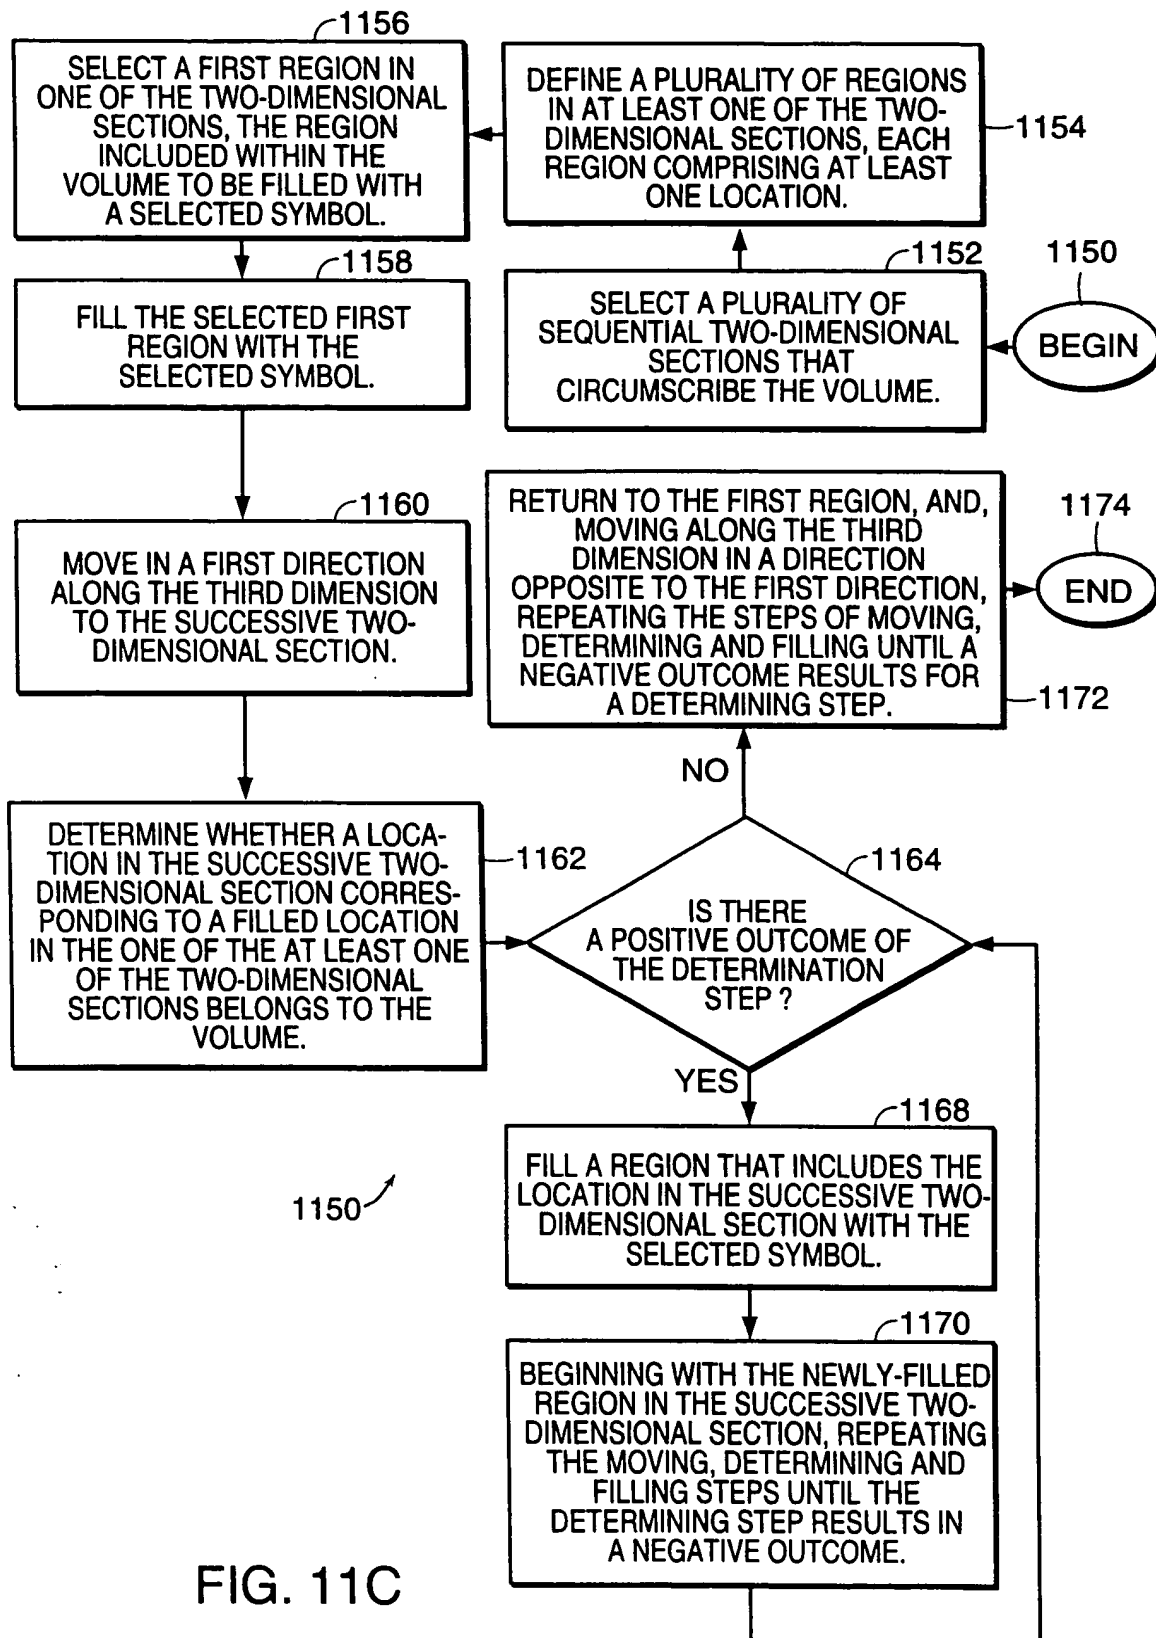 1150
BEGIN
1152
SELECT A PLURALITY OF
SEQUENTIAL TWO-DIMENSIONAL
SECTIONS THAT
CIRCUMSCRIBE THE VOLUME.
1154
DEFINE A PLURALITY OF REGIONS
IN AT LEAST ONE OF THE TWO-
DIMENSIONAL SECTIONS, EACH
REGION COMPRISING AT LEAST
ONE LOCATION.
1156
SELECT A FIRST REGION IN
ONE OF THE TWO-DIMENSIONAL
SECTIONS, THE REGION
INCLUDED WITHIN THE
VOLUME TO BE FILLED WITH
A SELECTED SYMBOL.
1158
FILL THE SELECTED FIRST
REGION WITH THE
SELECTED SYMBOL.
1160
MOVE IN A FIRST DIRECTION
ALONG THE THIRD DIMENSION
TO THE SUCCESSIVE TWO-
DIMENSIONAL SECTION.
1162
DETERMINE WHETHER A LOCA-
TION IN THE SUCCESSIVE TWO-
DIMENSIONAL SECTION CORRES-
PONDING TO A FILLED LOCATION
IN THE ONE OF THE AT LEAST ONE
OF THE TWO-DIMENSIONAL
SECTIONS BELONGS TO THE
VOLUME.
1164
IS THERE
A POSITIVE OUTCOME OF
THE DETERMINATION
STEP ?
NO
RETURN TO THE FIRST REGION, AND,
MOVING ALONG THE THIRD
DIMENSION IN A DIRECTION
OPPOSITE TO THE FIRST DIRECTION,
REPEATING THE STEPS OF MOVING,
DETERMINING AND FILLING UNTIL A
NEGATIVE OUTCOME RESULTS FOR
A DETERMINING STEP.
1172
1174
END
YES
1168
FILL A REGION THAT INCLUDES THE
LOCATION IN THE SUCCESSIVE TWO-
DIMENSIONAL SECTION WITH THE
SELECTED SYMBOL.
1170
BEGINNING WITH THE NEWLY-FILLED
REGION IN THE SUCCESSIVE TWO-
DIMENSIONAL SECTION, REPEATING
THE MOVING, DETERMINING AND
FILLING STEPS UNTIL THE
DETERMINING STEP RESULTS IN
A NEGATIVE OUTCOME.
1150
FIG. 11C